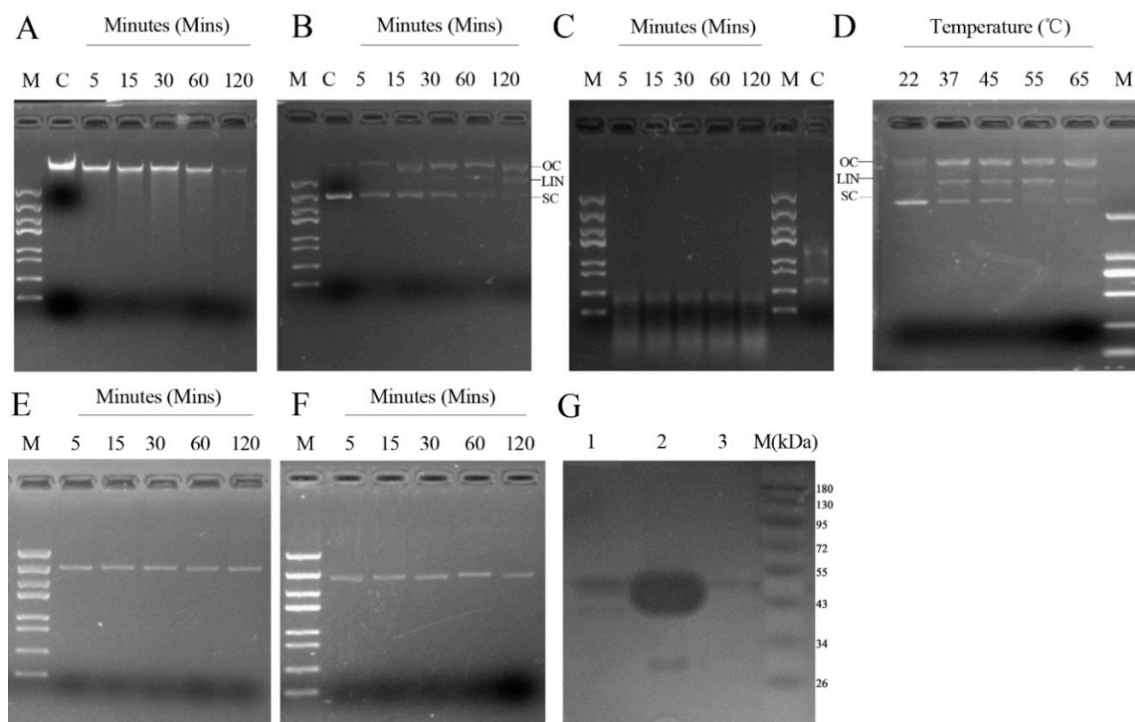 A Minutes (Mins)
M C 5 15 30 60 120
B Minutes (Mins)
M C 5 15 30 60 120
OC
LIN
SC
C Minutes (Mins)
M 5 15 30 60 120 M C
D Temperature (℃)
22 37 45 55 65 M
OC
LIN
SC
E Minutes (Mins)
M 5 15 30 60 120
F Minutes (Mins)
M 5 15 30 60 120
G
1 2 3 M(kDa)
180
130
95
72
55
43
34
26